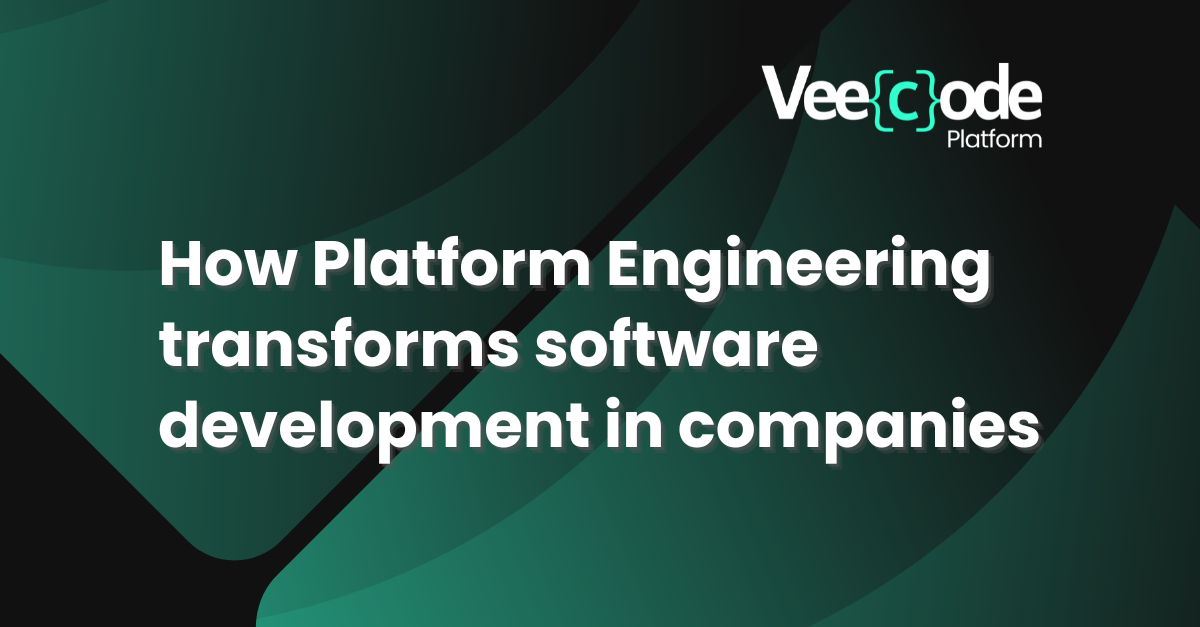 Vee{c}ode
Platform
How Platform Engineering
transforms software
development in companies